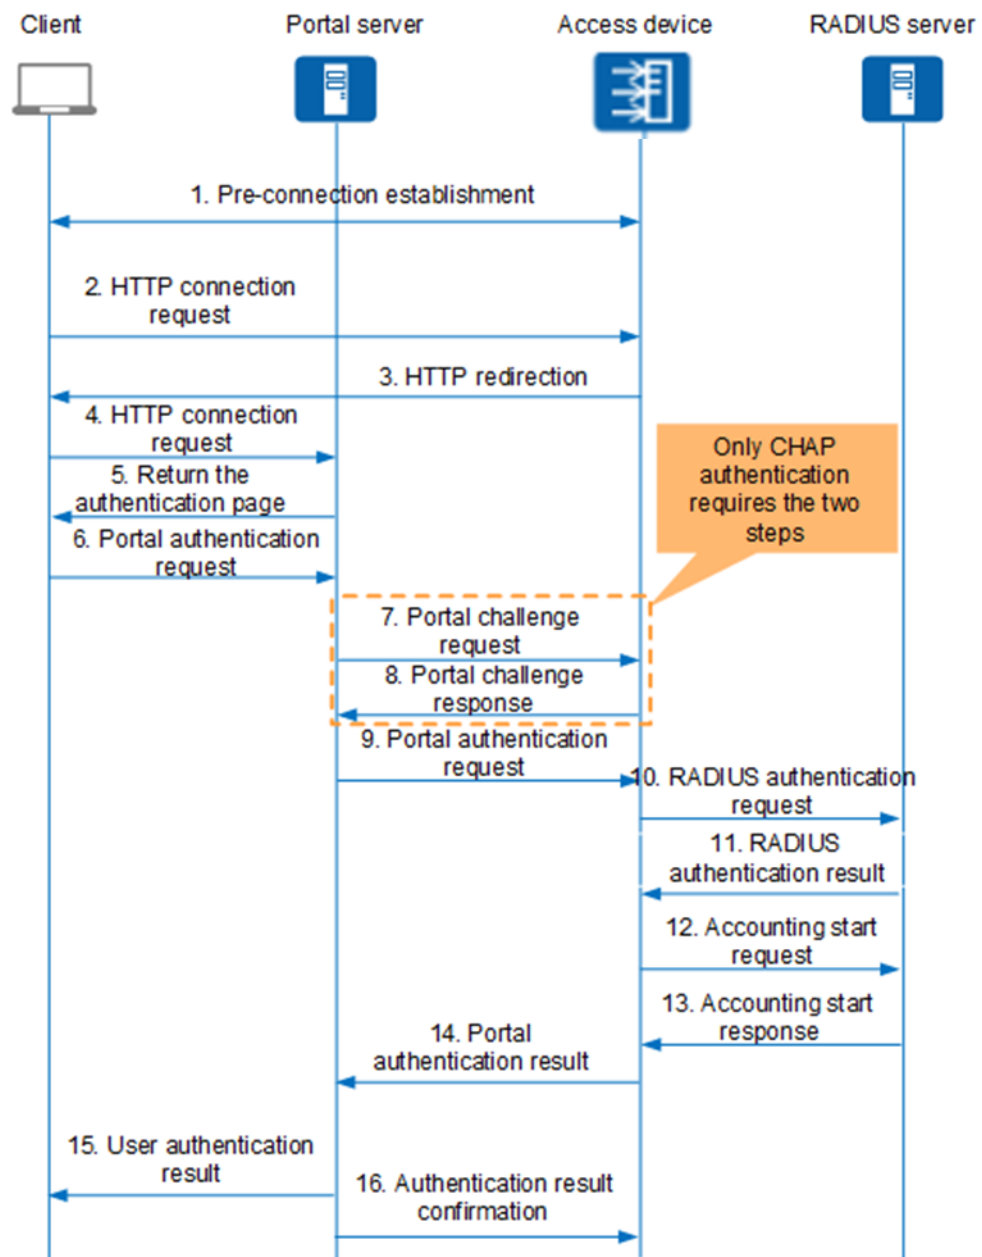 Client
Portal server
Access device
RADIUS server
1. Pre-connection establishment
2. HTTP connection
request
3. HTTP redirection
4. HTTP connection
request
5. Return the
authentication page
6. Portal authentication
request
Only CHAP
authentication
requires the two
steps
7. Portal challenge
request
8. Portal challenge
response
9. Portal authentication
request
10. RADIUS authentication
request
11. RADIUS
authentication result
12. Accounting start
request
13. Accounting start
response
14. Portal
authentication result
15. User authentication
result
16. Authentication result
confirmation